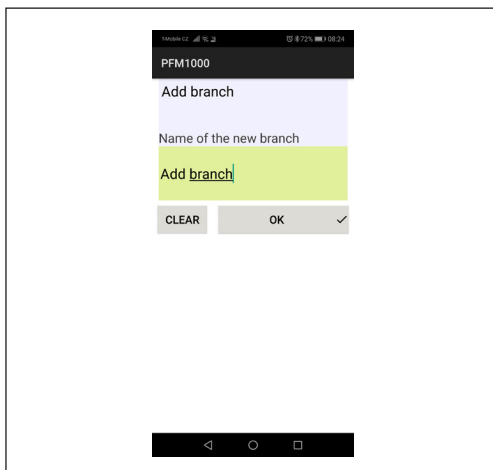 T-Mobile CZ 72% 08:24
PFM1000
Add branch
Name of the new branch
Add branch
CLEAR OK